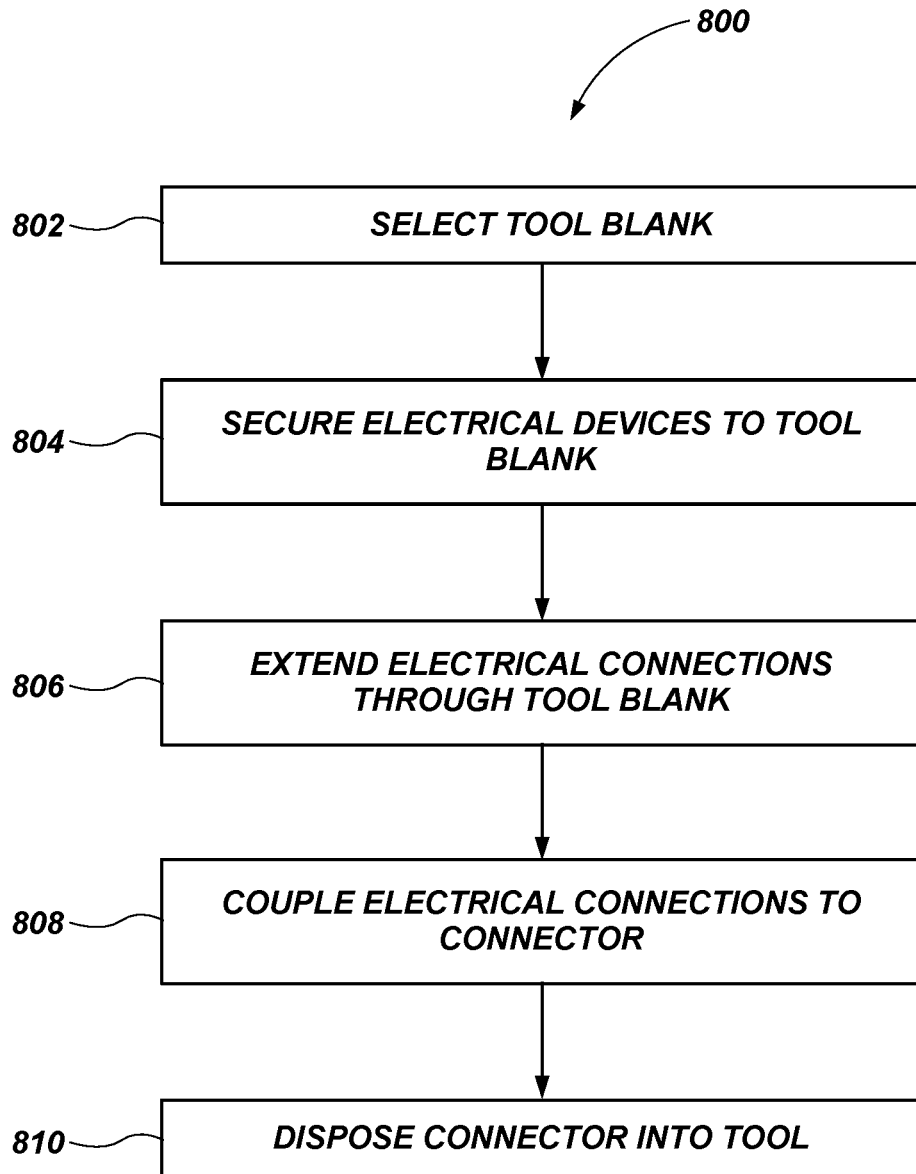 800
802
SELECT TOOL BLANK
804
SECURE ELECTRICAL DEVICES TO TOOL
BLANK
806
EXTEND ELECTRICAL CONNECTIONS
THROUGH TOOL BLANK
808
COUPLE ELECTRICAL CONNECTIONS TO
CONNECTOR
810
DISPOSE CONNECTOR INTO TOOL